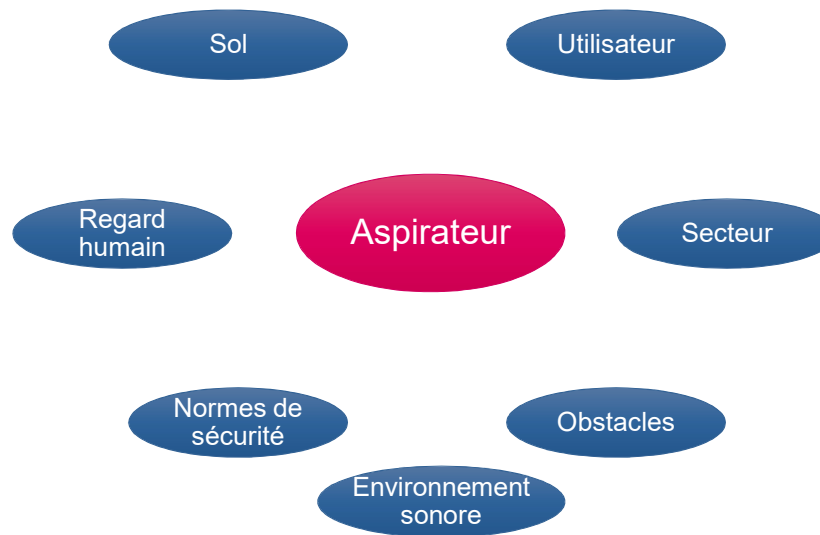 Sol
Utilisateur
Regard
humain
Aspirateur
Secteur
Normes de
sécurité
Obstacles
Environnement
sonore